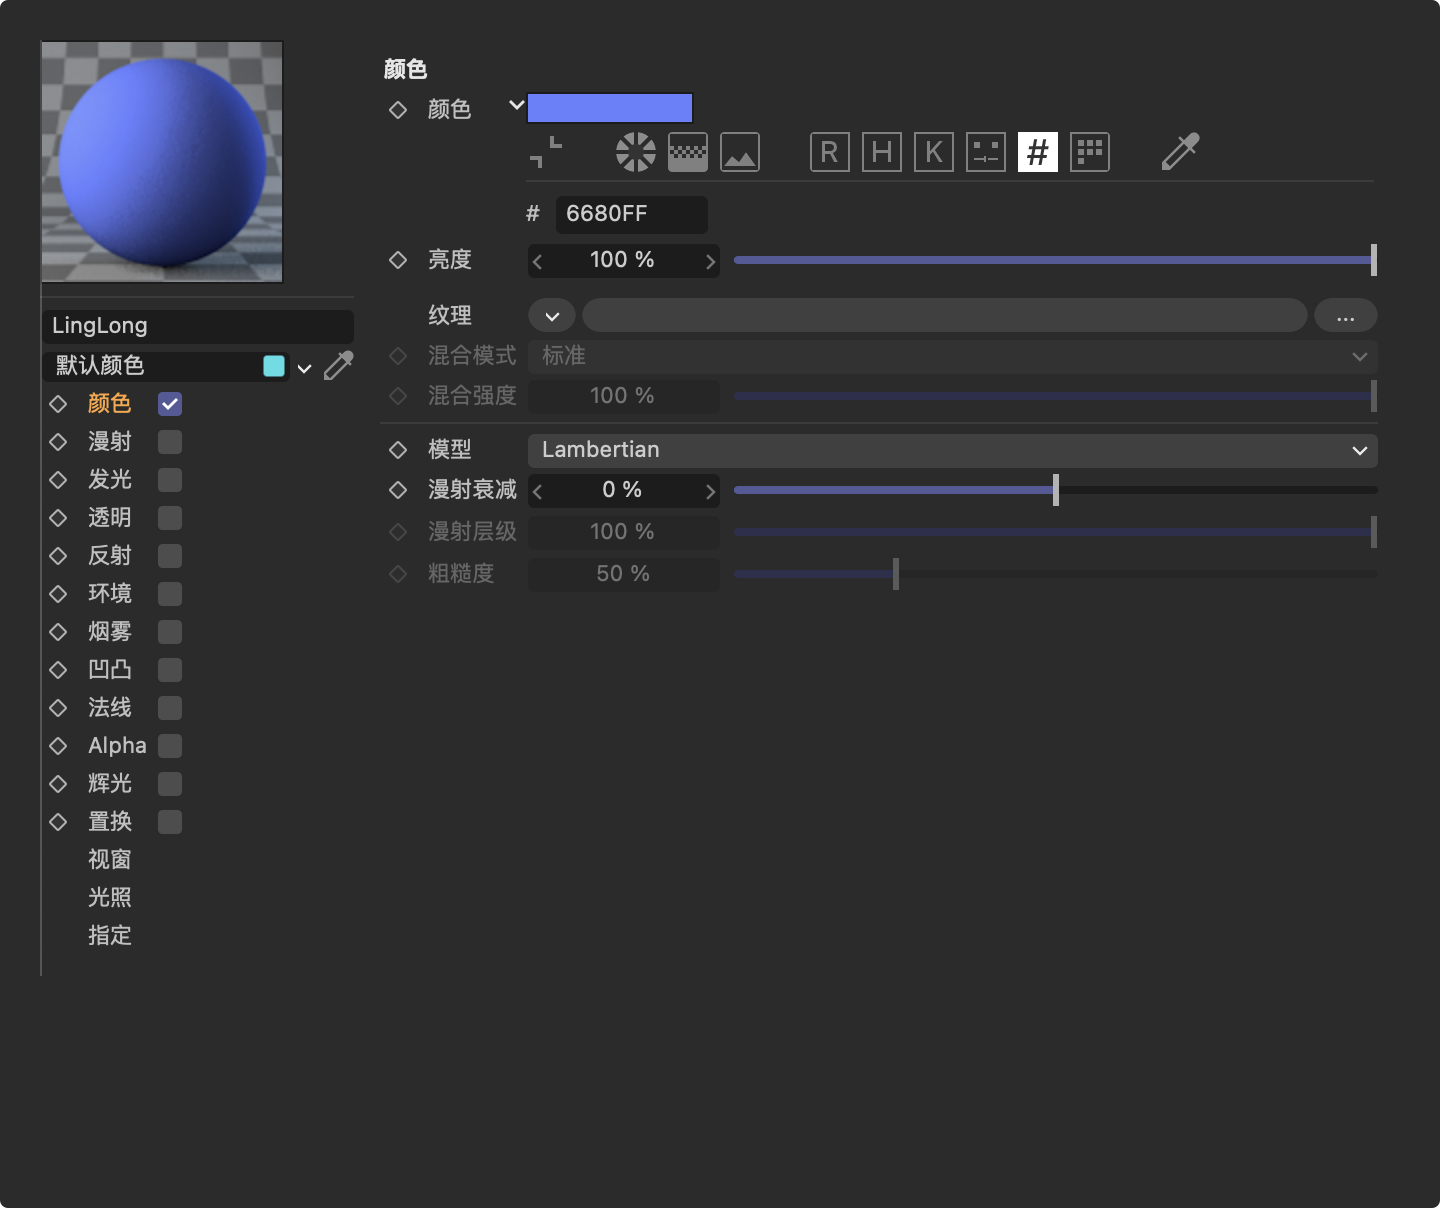 颜色
颜色
R H K #
# 6680FF
亮度 100 %
纹理 ...
混合模式 标准
混合强度 100 %
模型 Lambertian
漫射衰减 0 %
漫射层级 100 %
粗糙度 50 %
LingLong
默认颜色
颜色
漫射
发光
透明
反射
环境
烟雾
凹凸
法线
Alpha
辉光
置换
视窗
光照
指定